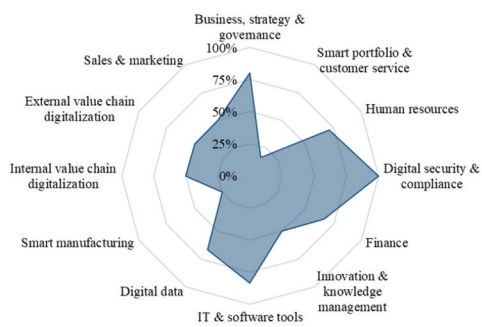 Business, strategy &
governance
100%
75%
50%
25%
0%
Smart portfolio &
customer service
Human resources
Digital security &
compliance
Finance
Innovation &
knowledge
management
IT & software tools
Digital data
Smart manufacturing
Internal value chain
digitalization
External value chain
digitalization
Sales & marketing